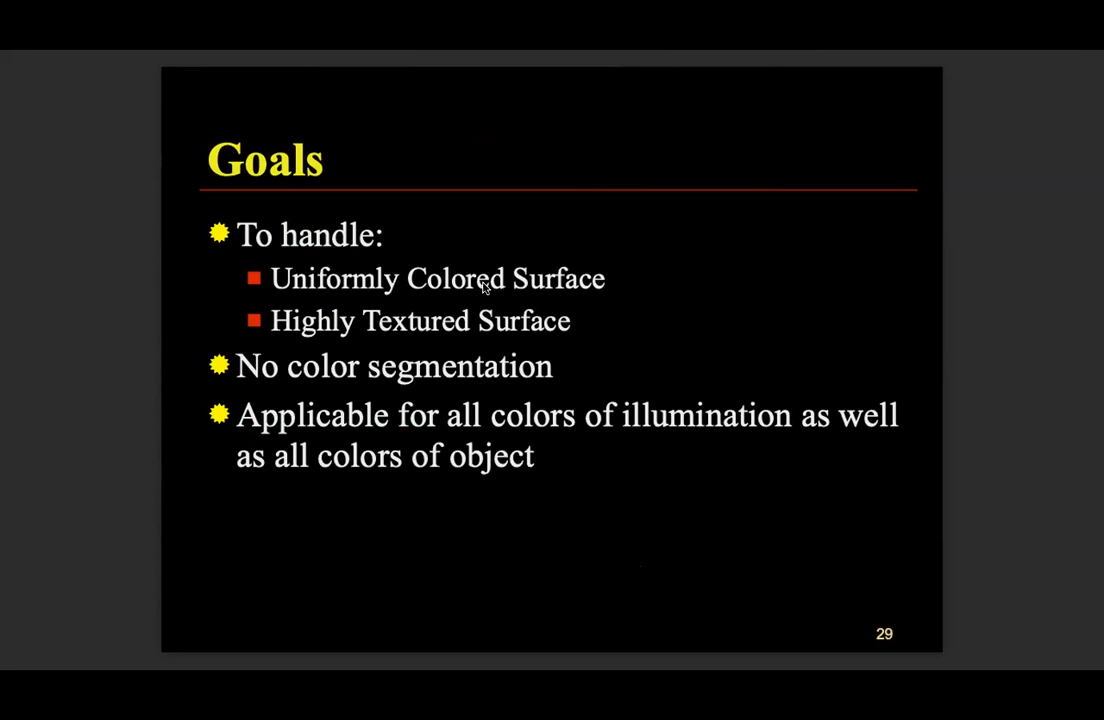 Goals
To handle:
Uniformly Colored Surface
Highly Textured Surface
No color segmentation
Applicable for all colors of illumination as well
as all colors of object
29